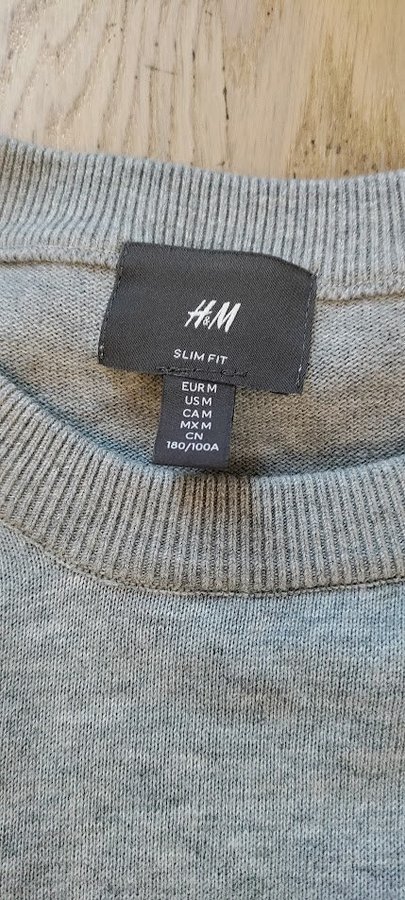 H&M
SLIM FIT
EUR M
US M
CA M
MX M
CN
180/100A